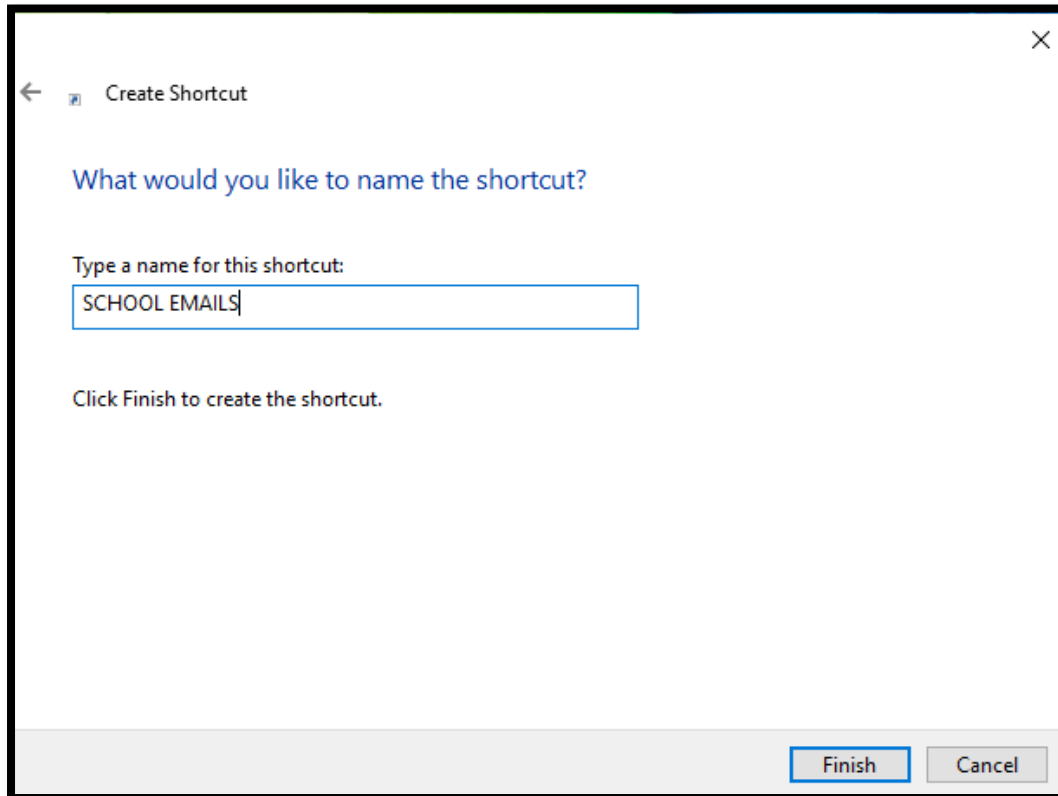 Create Shortcut
What would you like to name the shortcut?
Type a name for this shortcut:
SCHOOL EMAILS
Click Finish to create the shortcut.
Finish Cancel